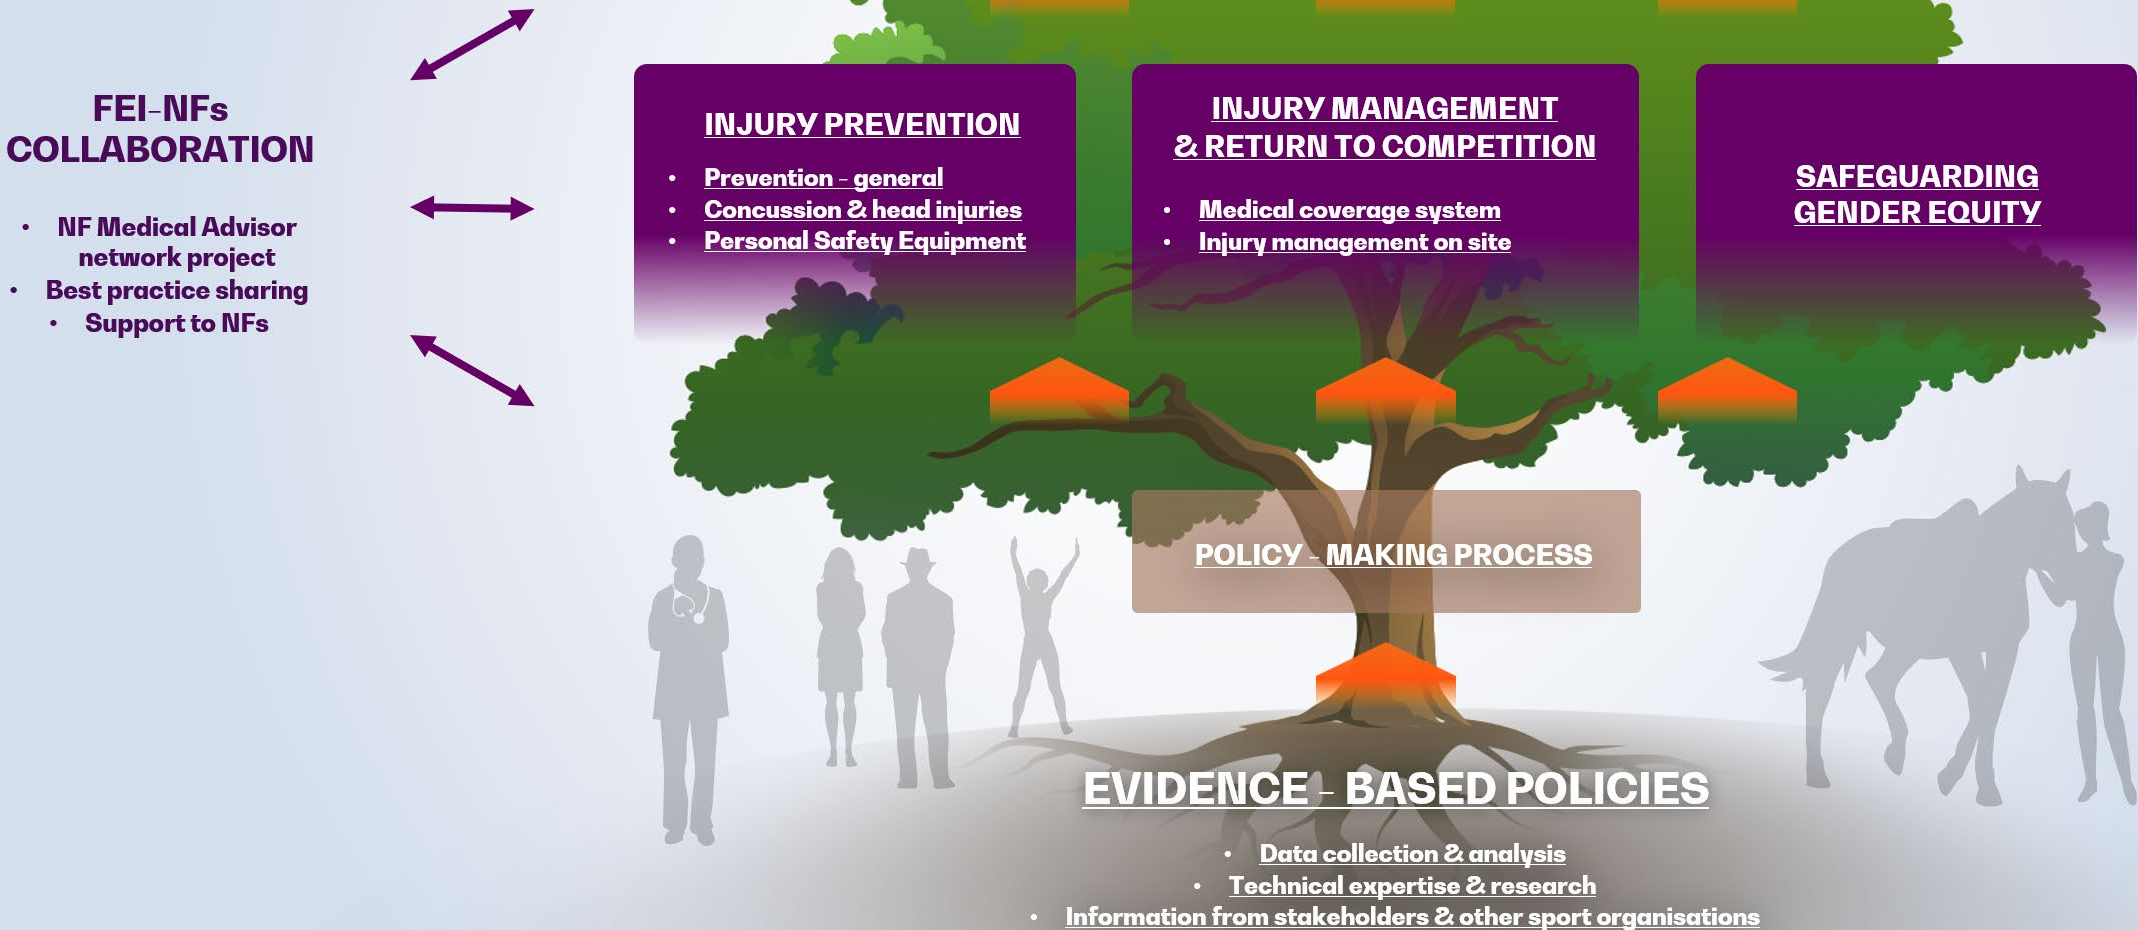 FEI-NFs
COLLABORATION
• NF Medical Advisor
network project
• Best practice sharing
• Support to NFs
INJURY PREVENTION
• Prevention - general
• Concussion & head injuries
• Personal Safety Equipment
INJURY MANAGEMENT
& RETURN TO COMPETITION
• Medical coverage system
• Injury management on site
SAFEGUARDING
GENDER EQUITY
POLICY - MAKING PROCESS
EVIDENCE - BASED POLICIES
• Data collection & analysis
• Technical expertise & research
• Information from stakeholders & other sport organisations